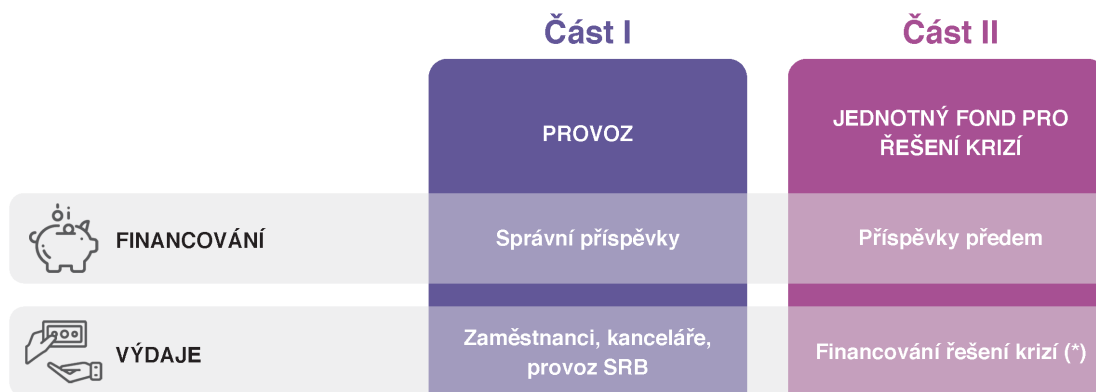 Část I
Část II
PROVOZ
JEDNOTNÝ FOND PRO
ŘEŠENÍ KRIZÍ
FINANCOVÁNÍ
Správní příspěvky
Příspěvky předem
VÝDAJE
Zaměstnanci, kanceláře,
provoz SRB
Financování řešení krizí (*)